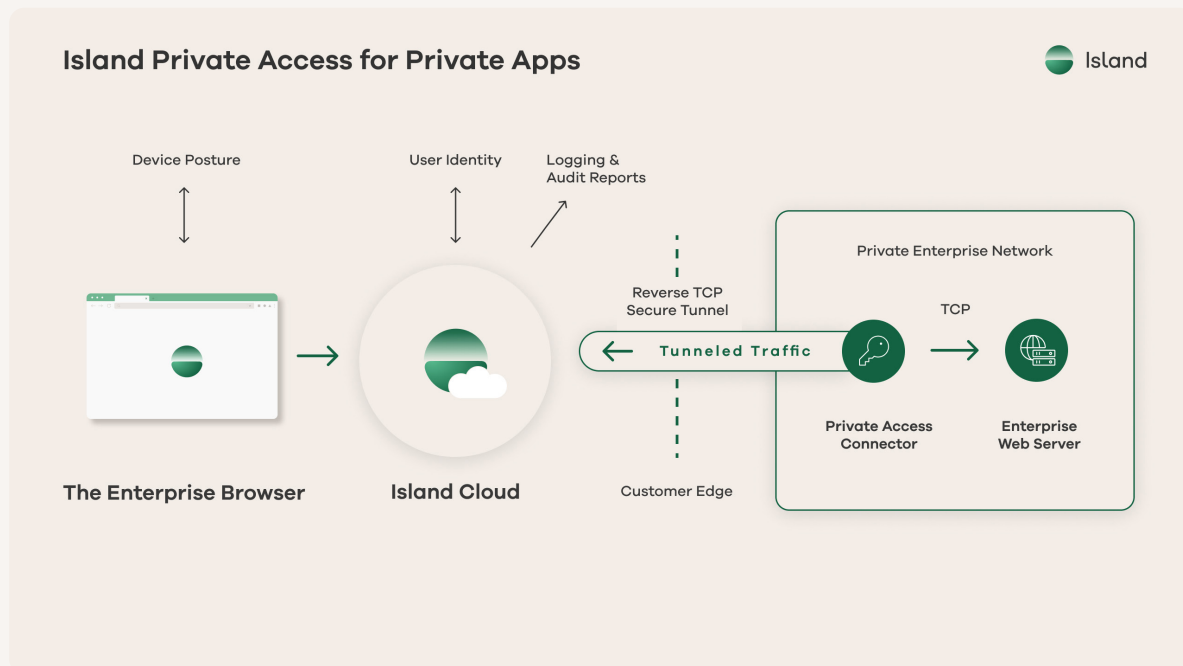 Island Private Access for Private Apps
Island
Device Posture
User Identity
Logging &
Audit Reports
Private Enterprise Network
Reverse TCP
Secure Tunnel
TCP
Tunneled Traffic
Private Access
Connector
Enterprise
Web Server
The Enterprise Browser
Island Cloud
Customer Edge